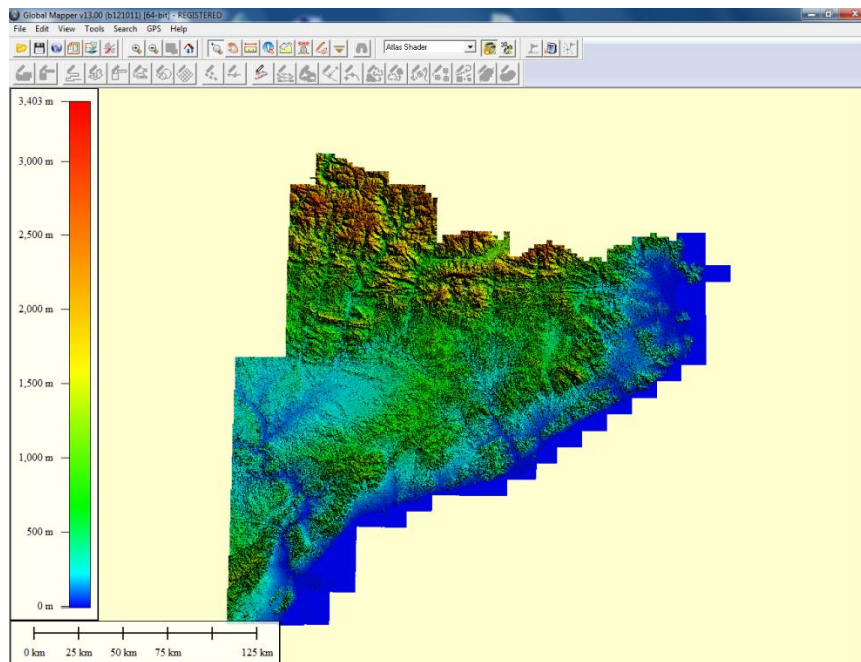 Global Mapper v13.00 (b121011) [64-bit] - REGISTERED
File Edit View Tools Search GPS Help
Atlas Shader
3,403 m
3,000 m
2,500 m
2,000 m
1,500 m
1,000 m
500 m
0 m
0 km 25 km 50 km 75 km 125 km